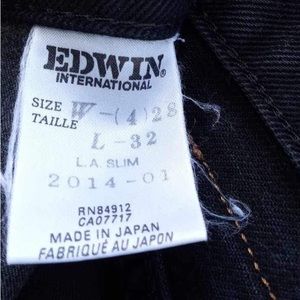 EDWIN
INTERNATIONAL
SIZE W-(4)28
TAILLE
L-32
L.A. SLIM
2014-01
RN84912
CA07717
MADE IN JAPAN
FABRIQUÉ AU JAPON